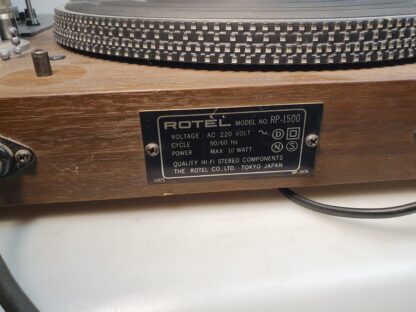 ROTEL MODEL NO. RP-1500
VOLTAGE AC 220 VOLT ~ D
CYCLE 50/60 Hz N S
POWER MAX 10 WATT
QUALITY HI-FI STEREO COMPONENTS
THE ROTEL CO. LTD. TOKYO JAPAN